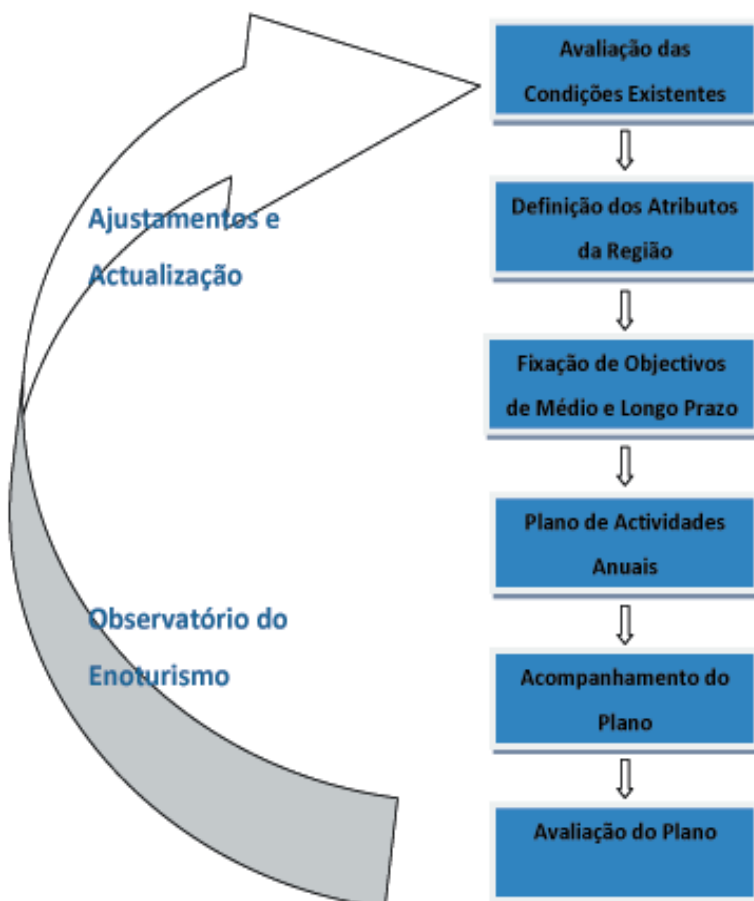 Avaliação das
Condições Existentes
Definição dos Atributos
da Região
Fixação de Objectivos
de Médio e Longo Prazo
Plano de Actividades
Anuais
Acompanhamento do
Plano
Avaliação do Plano
Ajustamentos e
Actualização
Observatório do
Enoturismo